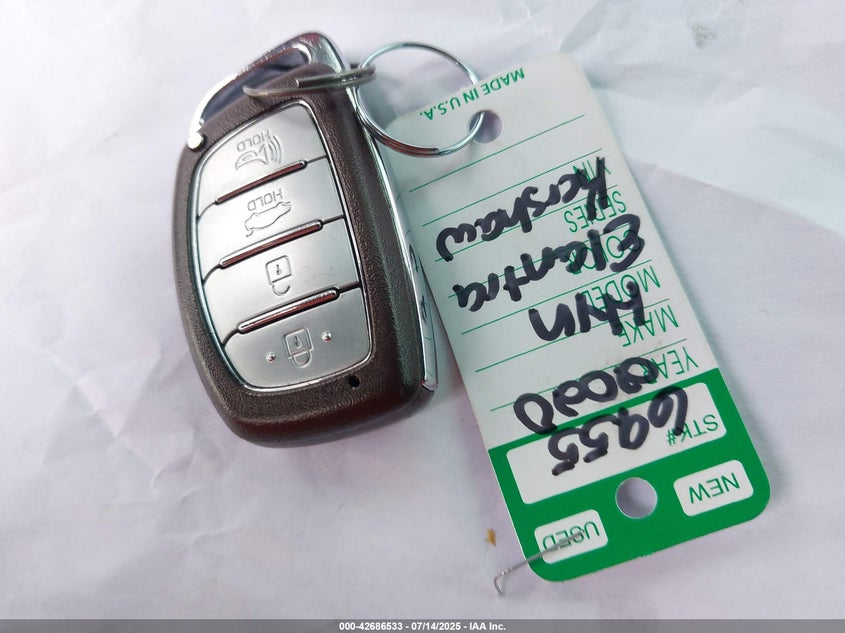 HOLD
HOLD
USED
NEW
STK# 6955
YEAR 2020
MAKE HYN
MODEL Elantra
COLOR
SERIES Kershaw
VIN
MADE IN U.S.A.
000-42686533 - 07/14/2025 - IAA Inc.